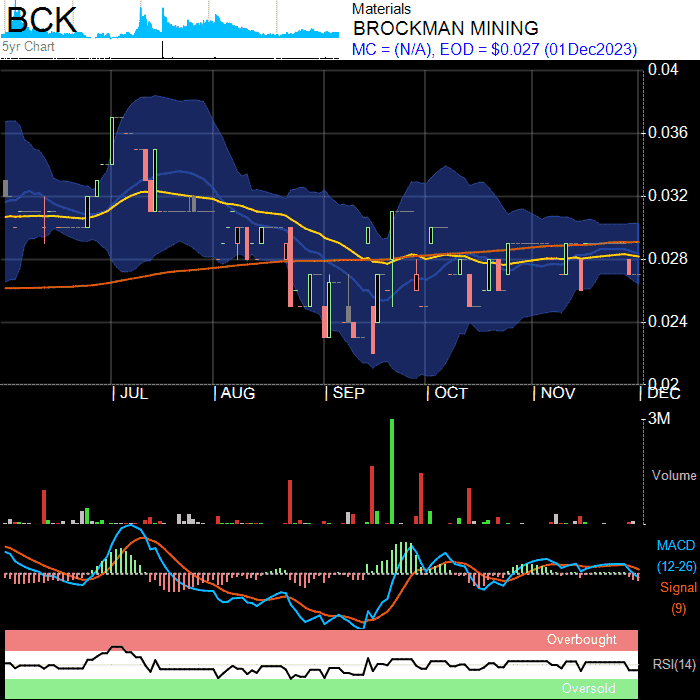 BCK
5yr Chart
Materials
BROCKMAN MINING
MC = (N/A), EOD = $0.027 (01Dec2023)
0.04
0.036
0.032
0.028
0.024
0.02
JUL
AUG
SEP
OCT
NOV
DEC
3M
Volume
MACD
(12-26)
Signal
(9)
Overbought
RSI(14)
Oversold